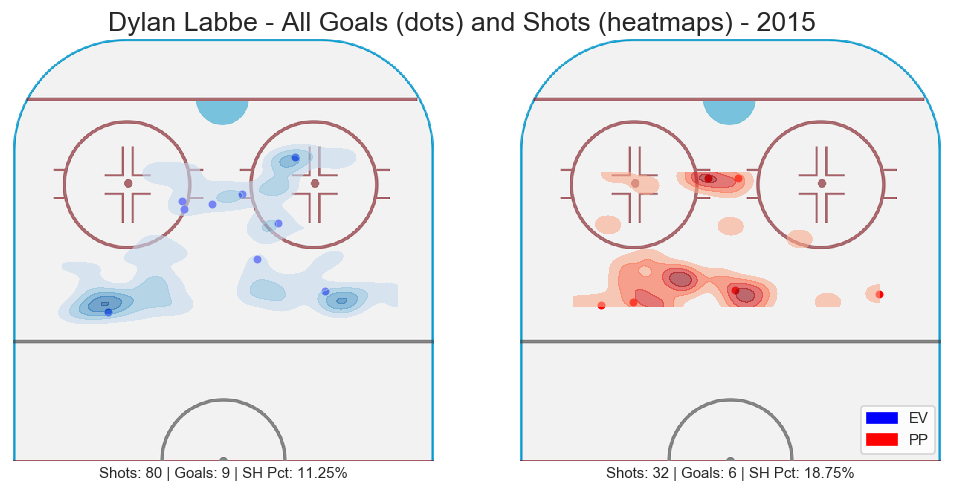 Dylan Labbe - All Goals (dots) and Shots (heatmaps) - 2015
EV
PP
Shots: 80 | Goals: 9 | SH Pct: 11.25%
Shots: 32 | Goals: 6 | SH Pct: 18.75%